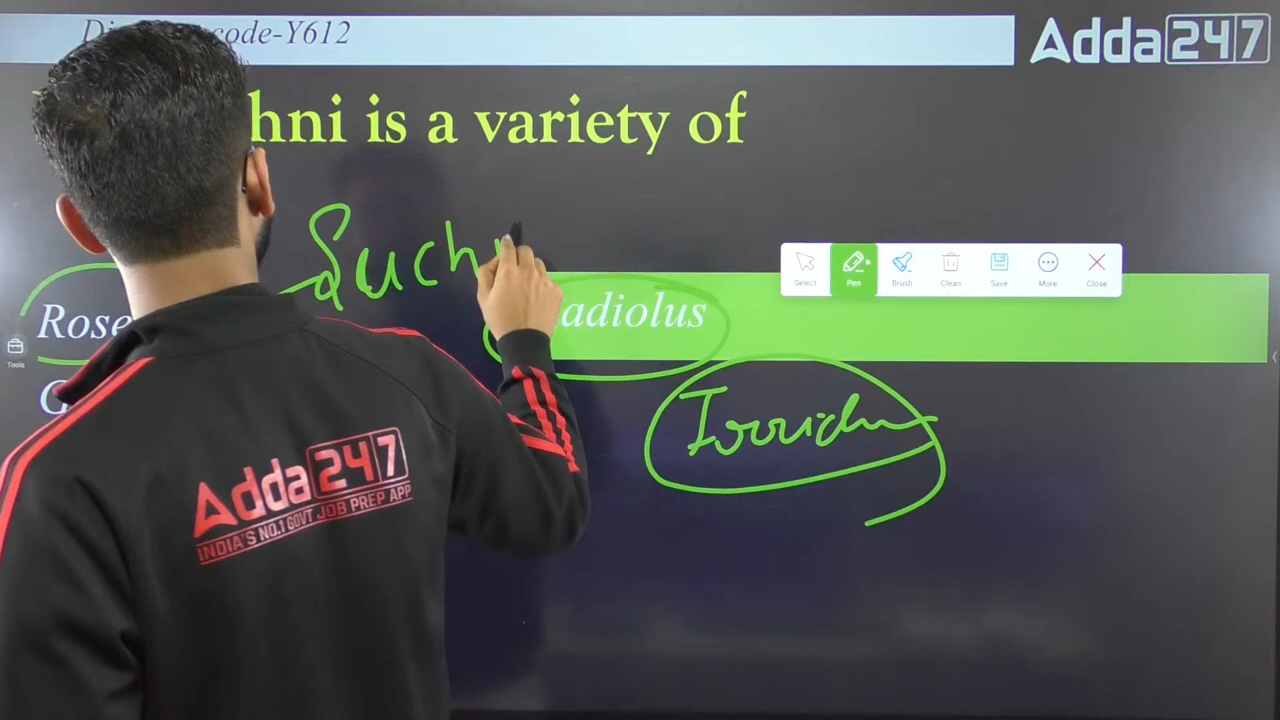 code-Y612
Adda247
hni is a variety of
Such
Select
Pen
Brush
Clean
Save
More
Close
Rose
adiolus
Tools
G
Adda247
INDIA'S NO.1 GOVT JOB PREP APP